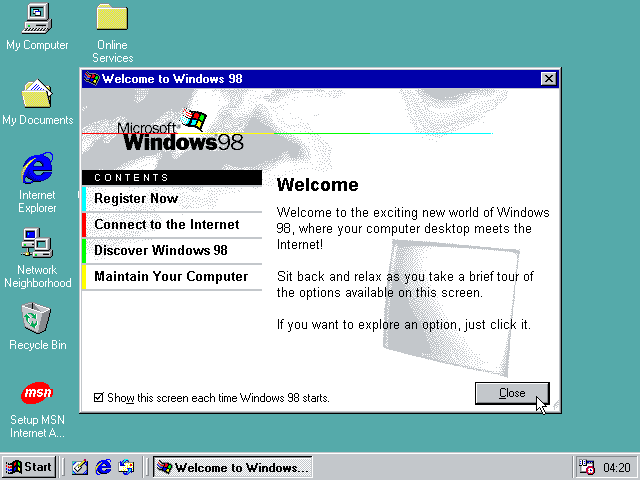 My Computer
Online
Services
My Documents
Internet
Explorer
Network
Neighborhood
Recycle Bin
msn
Setup MSN
Internet A...
Welcome to Windows 98
Microsoft
Windows98
CONTENTS
Register Now
Connect to the Internet
Discover Windows 98
Maintain Your Computer
Welcome
Welcome to the exciting new world of Windows
98, where your computer desktop meets the
Internet!
Sit back and relax as you take a brief tour of
the options available on this screen.
If you want to explore an option, just click it.
Show this screen each time Windows 98 starts.
Close
Start
Welcome to Windows...
04:20